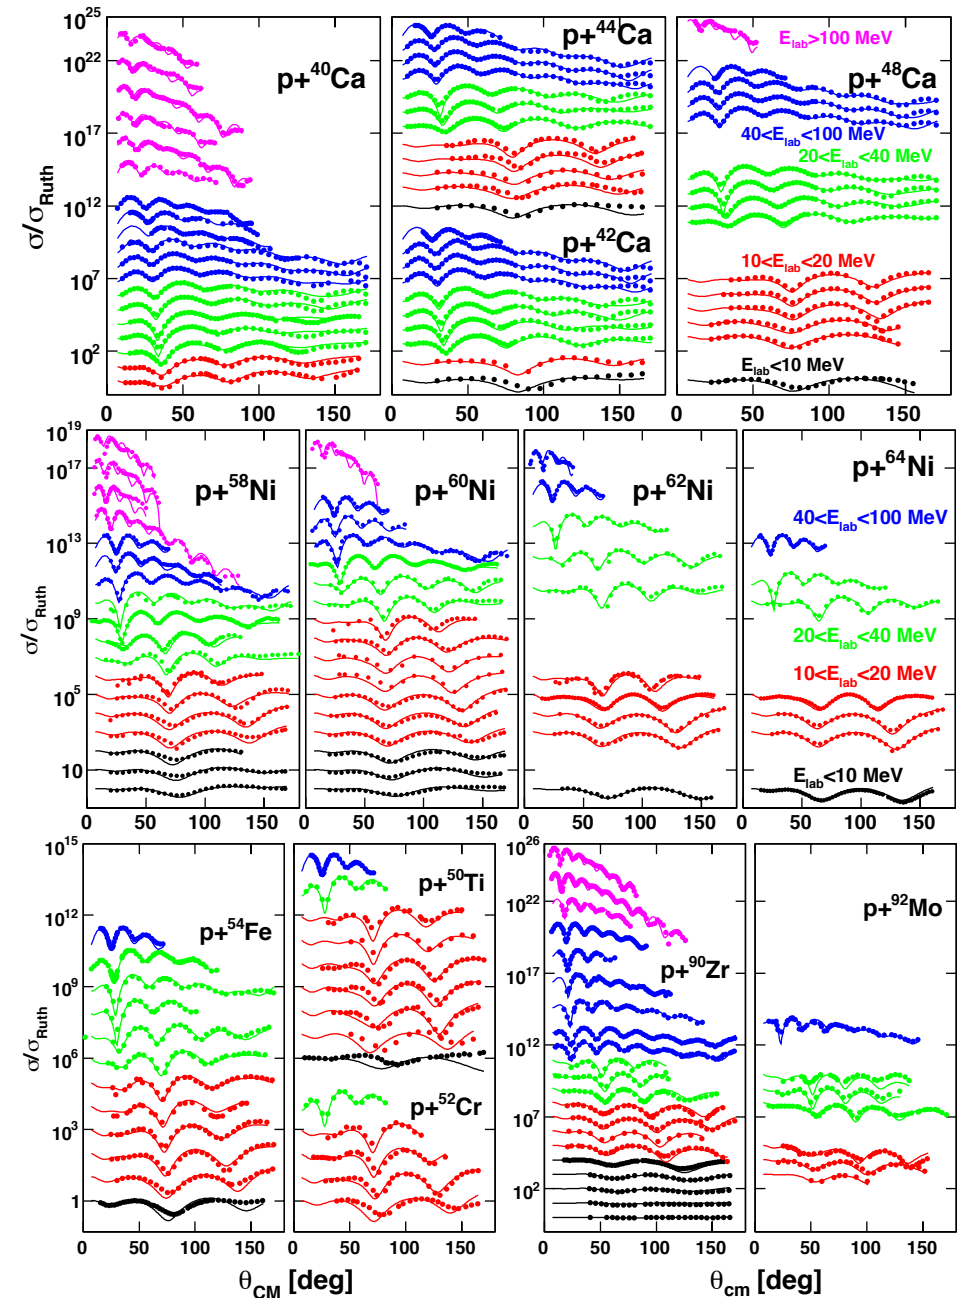 10^25
10^22
10^17
10^12
10^7
10^2
σ/σ_Ruth
p+^40Ca
p+^44Ca
p+^42Ca
E_lab>100 MeV
p+^48Ca
40<E_lab<100 MeV
20<E_lab<40 MeV
10<E_lab<20 MeV
E_lab<10 MeV
0 50 100 150
0 50 100 150
50 100 150
10^19
10^17
10^13
10^9
10^5
10
σ/σ_Ruth
p+^58Ni
p+^60Ni
p+^62Ni
p+^64Ni
40<E_lab<100 MeV
20<E_lab<40 MeV
10<E_lab<20 MeV
E_lab<10 MeV
0 50 100 150
0 50 100 150
0 50 100 150
0 50 100 150
10^15
10^12
10^9
10^6
10^3
1
σ/σ_Ruth
p+^54Fe
p+^50Ti
p+^52Cr
10^26
10^22
10^17
10^12
10^7
10^2
p+^90Zr
p+^92Mo
0 50 100 150
0 50 100 150
0 50 100 150
0 50 100 150
θ_CM [deg]
θ_cm [deg]